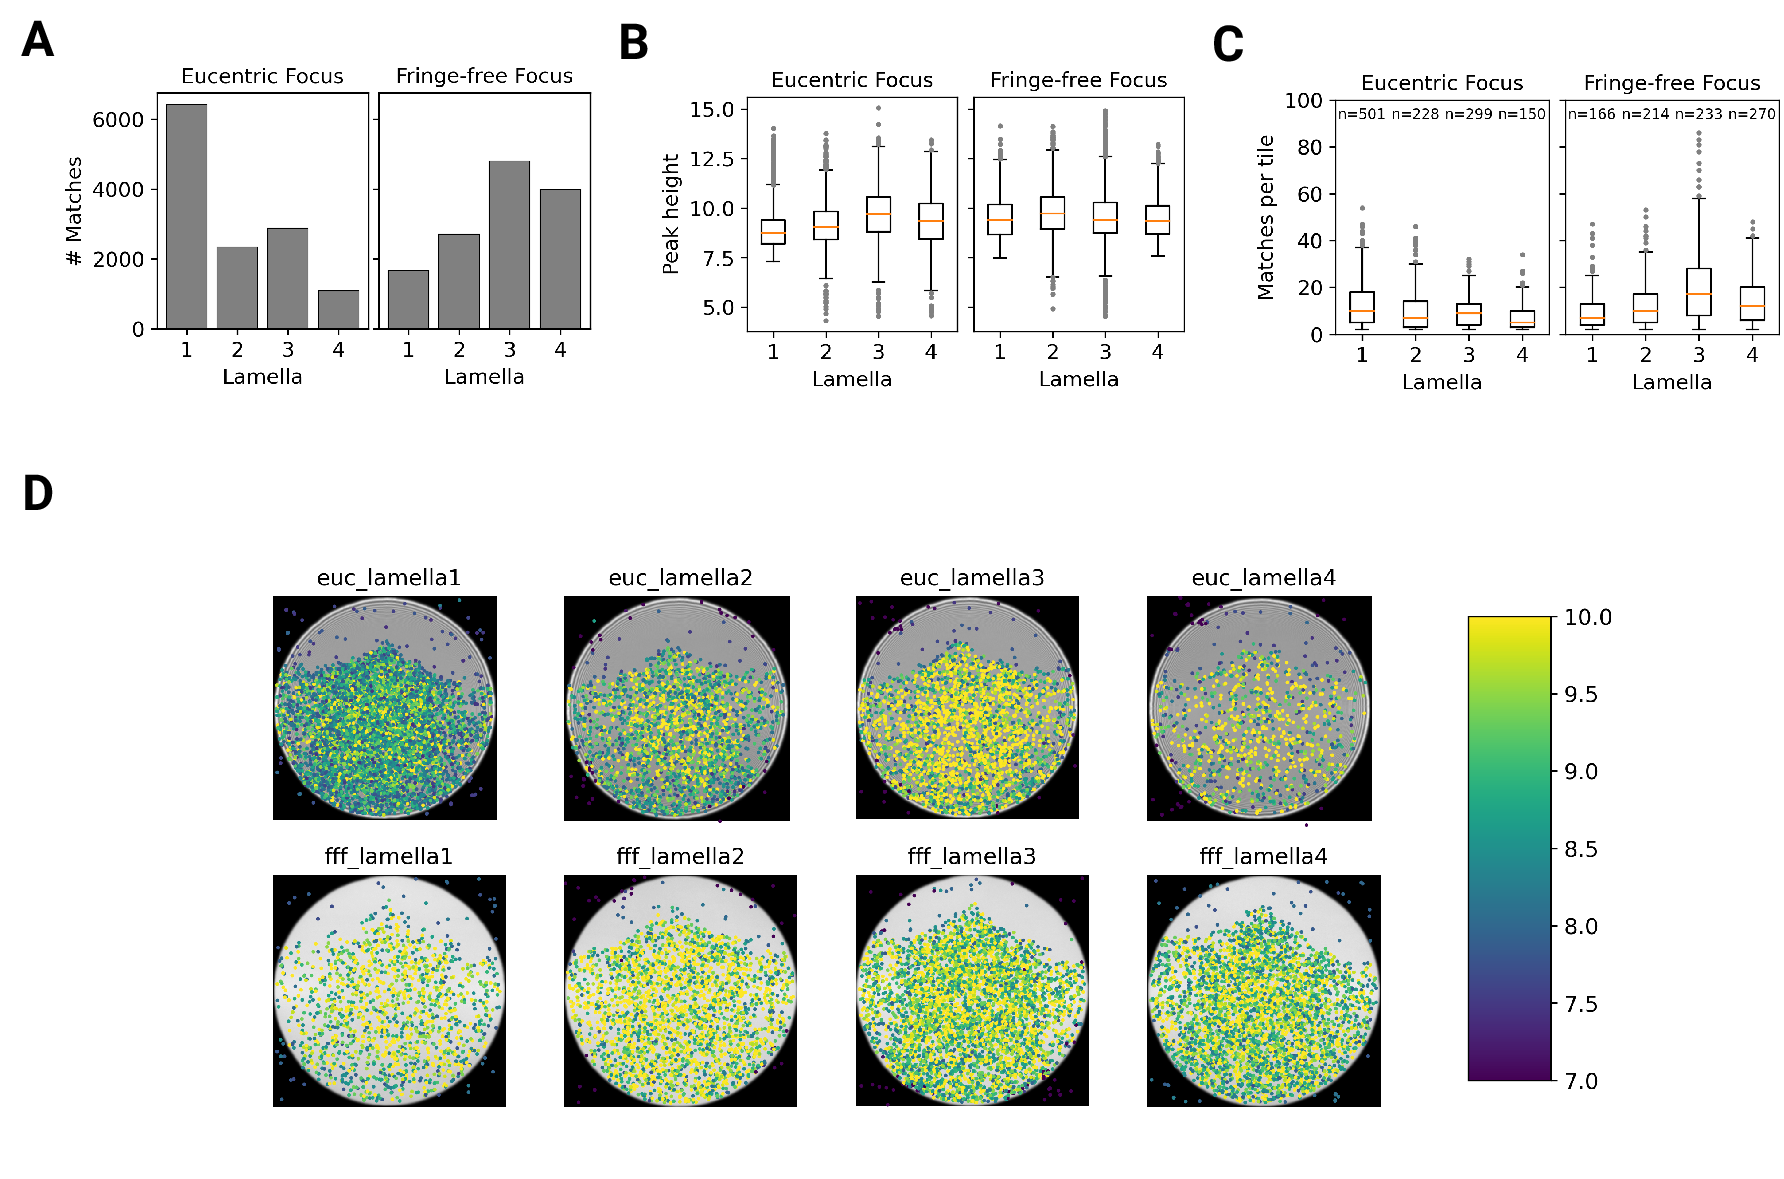 A
Eucentric Focus
Fringe-free Focus
# Matches
6000
4000
2000
0
1 2 3 4
1 2 3 4
Lamella
Lamella
B
Eucentric Focus
Fringe-free Focus
Peak height
15.0
12.5
10.0
7.5
5.0
1 2 3 4
1 2 3 4
Lamella
Lamella
C
Eucentric Focus
Fringe-free Focus
Matches per tile
100
80
60
40
20
0
n=501 n=228 n=299 n=150
n=166 n=214 n=233 n=270
1 2 3 4
1 2 3 4
Lamella
Lamella
D
euc_lamella1
euc_lamella2
euc_lamella3
euc_lamella4
fff_lamella1
fff_lamella2
fff_lamella3
fff_lamella4
10.0
9.5
9.0
8.5
8.0
7.5
7.0